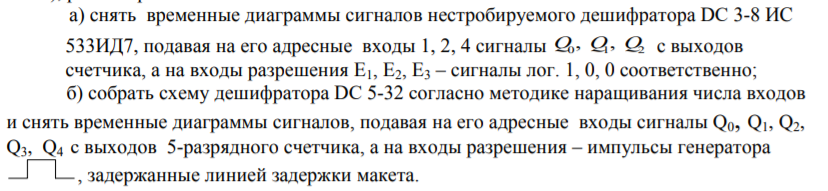 а) снять временные диаграммы сигналов нестробируемого дешифратора DC 3-8 ИС
533ИД7, подавая на его адресные входы 1, 2, 4 сигналы Q₀, Q₁, Q₂ с выходов
счетчика, а на входы разрешения E₁, E₂, E₃ – сигналы лог. 1, 0, 0 соответственно;
б) собрать схему дешифратора DC 5-32 согласно методике наращивания числа входов
и снять временные диаграммы сигналов, подавая на его адресные входы сигналы Q₀, Q₁, Q₂,
Q₃, Q₄ с выходов 5-разрядного счетчика, а на входы разрешения – импульсы генератора
, задержанные линией задержки макета.